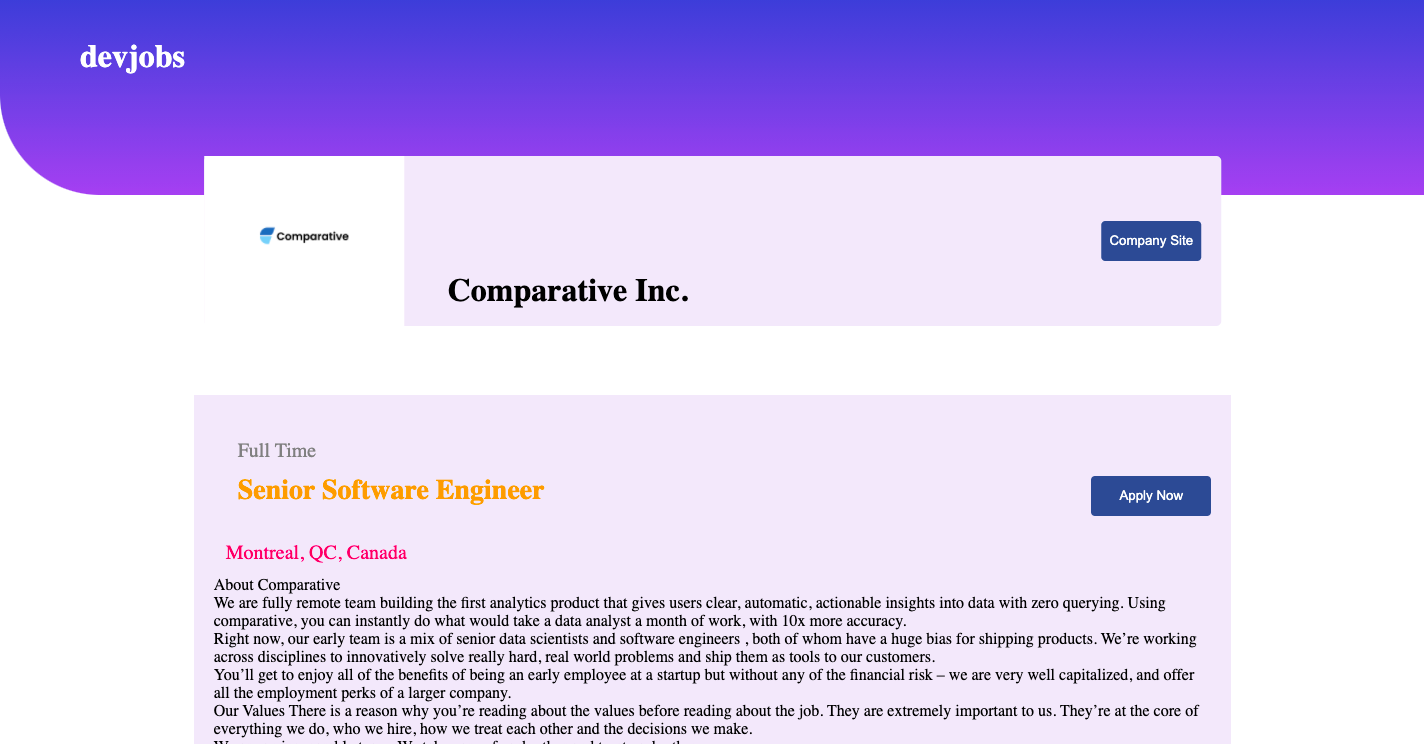 devjobs
Comparative
Company Site
Comparative Inc.
Full Time
Senior Software Engineer
Apply Now
Montreal, QC, Canada
About Comparative
We are fully remote team building the first analytics product that gives users clear, automatic, actionable insights into data with zero querying. Using
comparative, you can instantly do what would take a data analyst a month of work, with 10x more accuracy.
Right now, our early team is a mix of senior data scientists and software engineers , both of whom have a huge bias for shipping products. We’re working
across disciplines to innovatively solve really hard, real world problems and ship them as tools to our customers.
You’ll get to enjoy all of the benefits of being an early employee at a startup but without any of the financial risk – we are very well capitalized, and offer
all the employment perks of a larger company.
Our Values There is a reason why you’re reading about the values before reading about the job. They are extremely important to us. They’re at the core of
everything we do, who we hire, how we treat each other and the decisions we make.